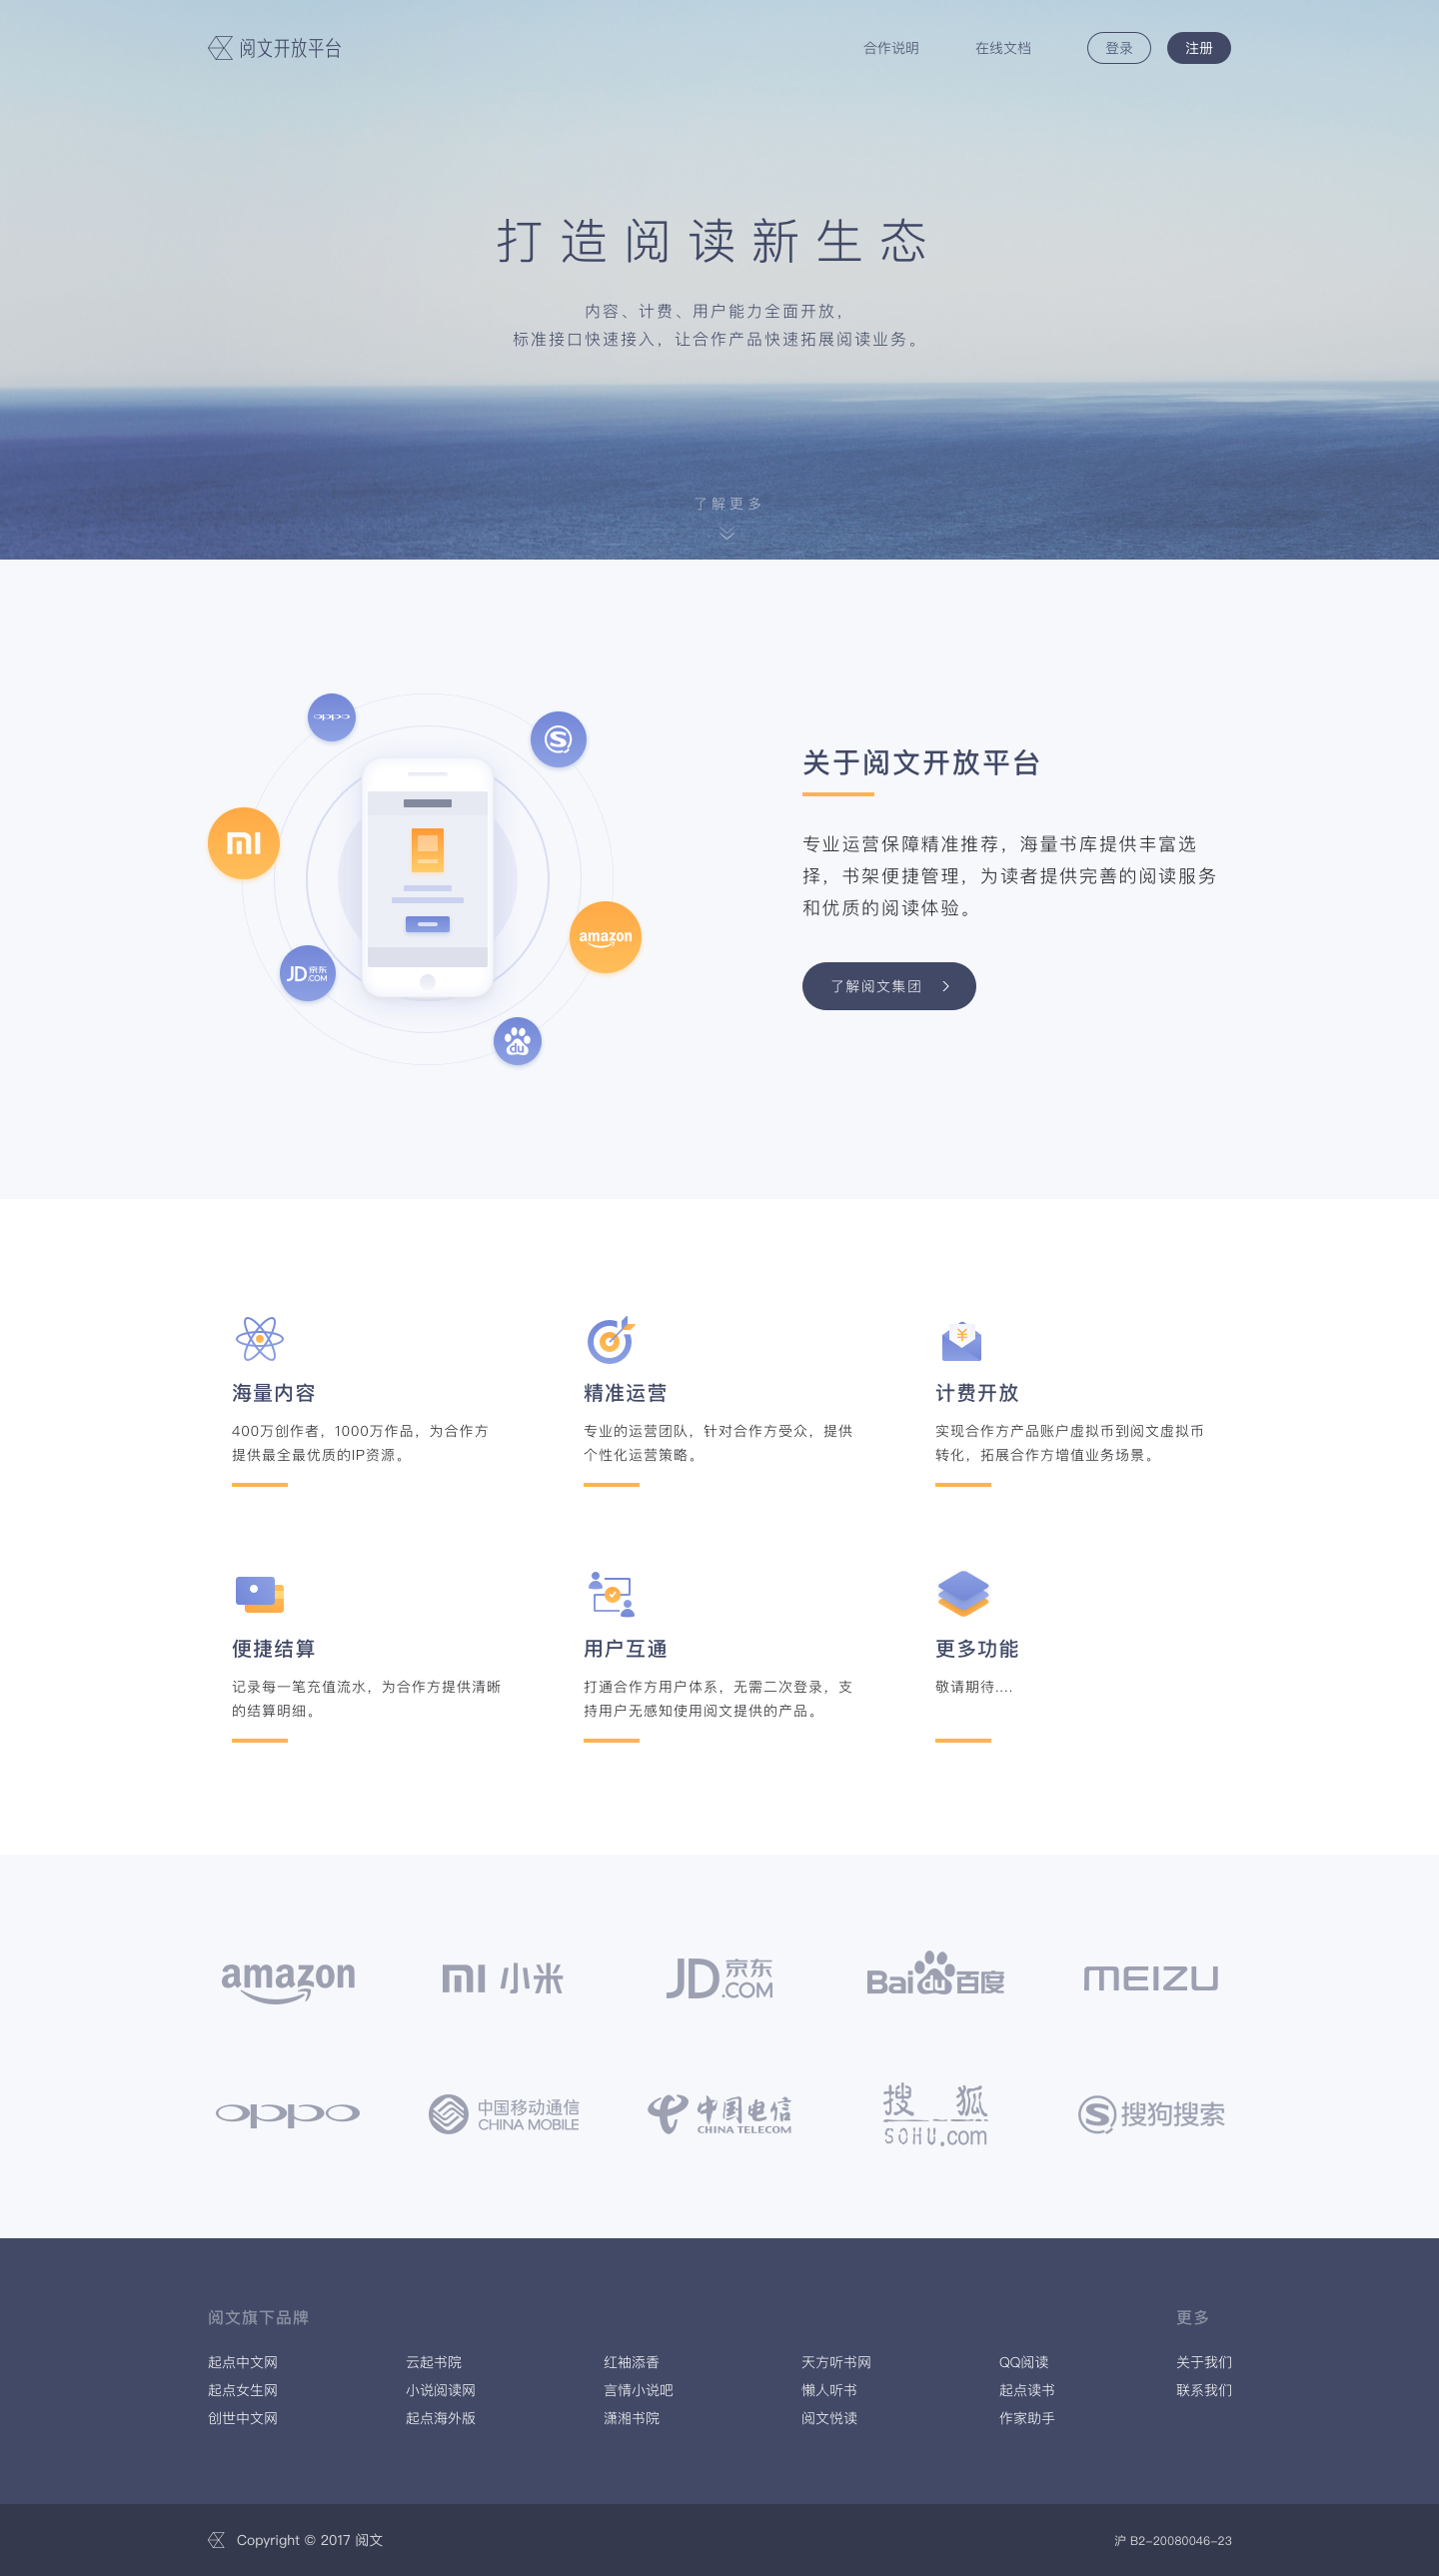 阅文开放平台
合作说明
在线文档
登录
注册
打造阅读新生态
内容、计费、用户能力全面开放，
标准接口快速接入，让合作产品快速拓展阅读业务。
了解更多
oppo
S
MI
amazon
JD京东
.COM
du
关于阅文开放平台
专业运营保障精准推荐，海量书库提供丰富选
择，书架便捷管理，为读者提供完善的阅读服务
和优质的阅读体验。
了解阅文集团
¥
海量内容
400万创作者，1000万作品，为合作方
提供最全最优质的IP资源。
精准运营
专业的运营团队，针对合作方受众，提供
个性化运营策略。
计费开放
实现合作方产品账户虚拟币到阅文虚拟币
转化，拓展合作方增值业务场景。
便捷结算
记录每一笔充值流水，为合作方提供清晰
的结算明细。
用户互通
打通合作方用户体系，无需二次登录，支
持用户无感知使用阅文提供的产品。
更多功能
敬请期待....
amazon
MI 小米
JD京东
.COM
Bai du 百度
MEIZU
oppo
中国移动通信
CHINA MOBILE
中国电信
CHINA TELECOM
搜狐
SOHU.com
S 搜狗搜索
阅文旗下品牌
更多
起点中文网
云起书院
红袖添香
天方听书网
QQ阅读
关于我们
起点女生网
小说阅读网
言情小说吧
懒人听书
起点读书
联系我们
创世中文网
起点海外版
潇湘书院
阅文悦读
作家助手
Copyright © 2017 阅文
沪 B2-20080046-23